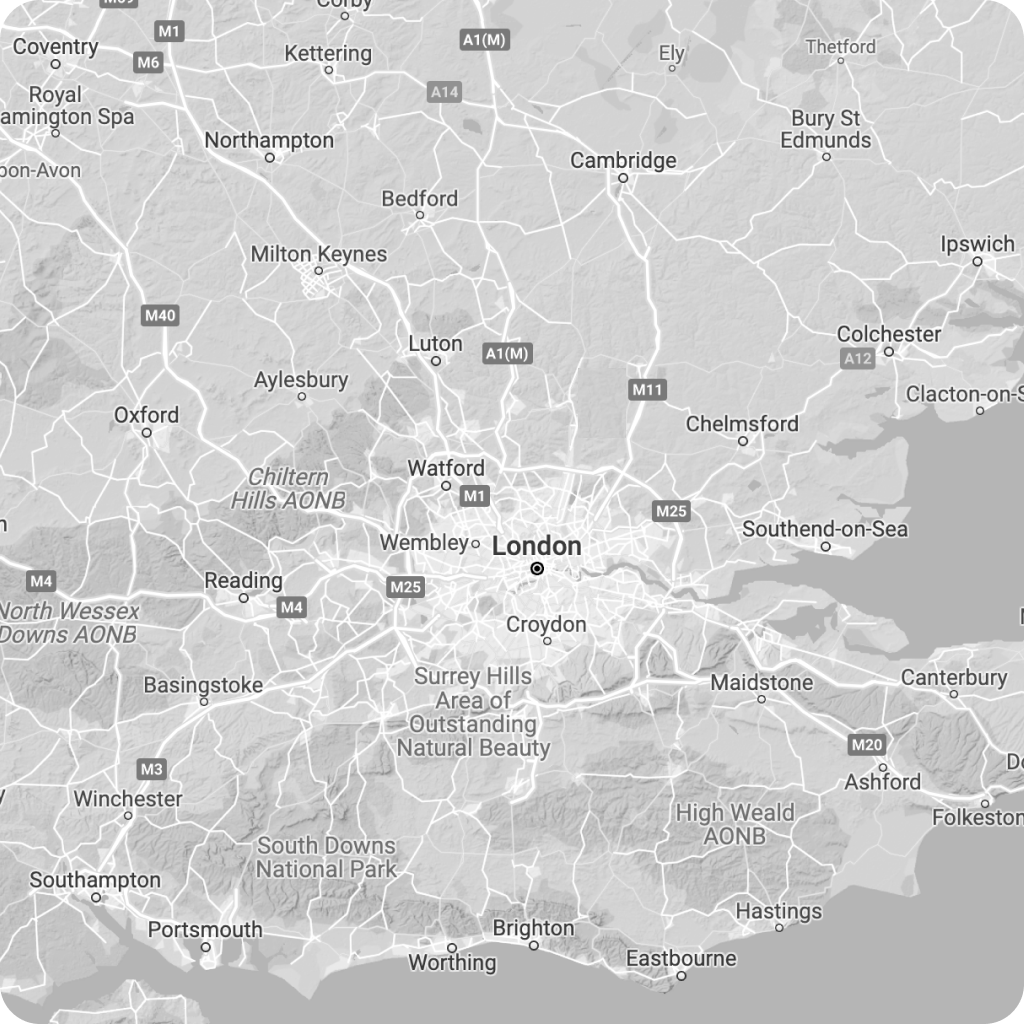 M1
Corby
A1(M)
Coventry
M6
Kettering
Ely
Thetford
A14
Royal
amington Spa
Northampton
Bury St
Edmunds
Cambridge
pon-Avon
Bedford
Milton Keynes
Ipswich
M40
Luton
A1(M)
Colchester
A12
Aylesbury
M11
Clacton-on-S
Oxford
Chelmsford
Chiltern
Hills AONB
Watford
M1
M25
Southend-on-Sea
Wembley
London
M4
Reading
M25
M4
North Wessex
Downs AONB
Croydon
Surrey Hills
Area of
Outstanding
Natural Beauty
Basingstoke
Maidstone
Canterbury
M20
M3
Do
Ashford
Winchester
Folkeston
High Weald
AONB
South Downs
National Park
Southampton
Portsmouth
Hastings
Brighton
Worthing
Eastbourne